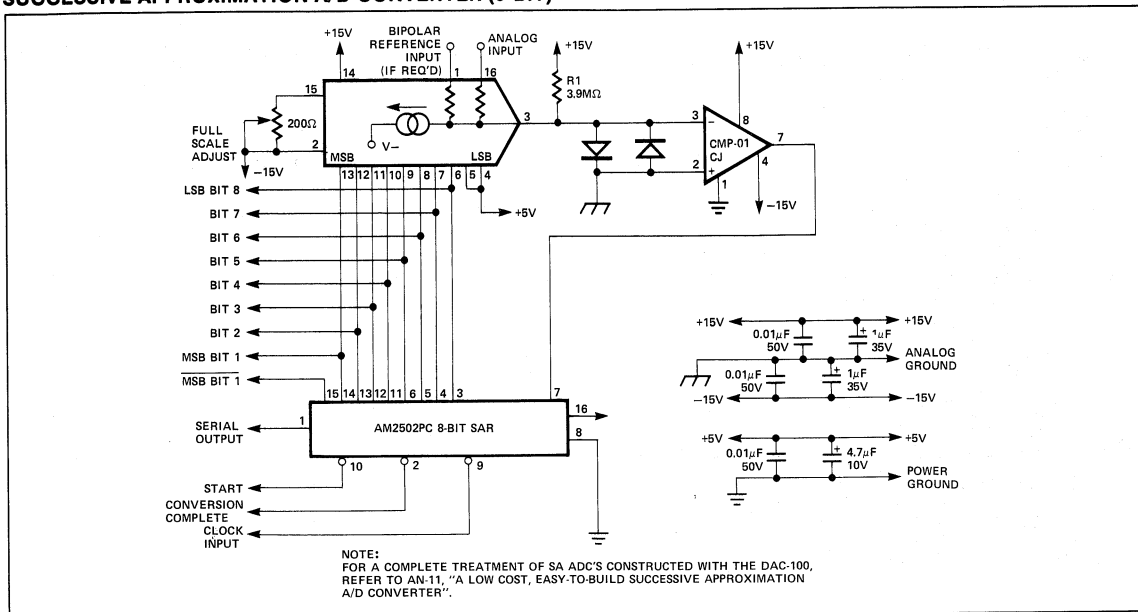 SUCCESSIVE APPROXIMATION A/D CONVERTER (8-BIT)
+15V
14
BIPOLAR
REFERENCE
INPUT
(IF REQ'D)
1
ANALOG
INPUT
16
+15V
R1
3.9MΩ
+15V
15
200Ω
FULL
SCALE
ADJUST
2
-15V
V-
MSB
LSB
3
3
-
8
CMP-01
CJ
7
2
+
1
4
-15V
13 12 11 10 9 8 7 6 5 4
+5V
LSB BIT 8
BIT 7
BIT 6
BIT 5
BIT 4
BIT 3
BIT 2
MSB BIT 1
MSB BIT 1
15 14 13 12 11 6 5 4 3
7
SERIAL
OUTPUT
1
AM2502PC 8-BIT SAR
16
8
10
2
9
START
CONVERSION
COMPLETE
CLOCK
INPUT
+15V
+15V
0.01µF
50V
+
1µF
35V
ANALOG
GROUND
0.01µF
50V
+
1µF
35V
-15V
-15V
+5V
+5V
0.01µF
50V
+
4.7µF
10V
POWER
GROUND
NOTE:
FOR A COMPLETE TREATMENT OF SA ADC'S CONSTRUCTED WITH THE DAC-100,
REFER TO AN-11, "A LOW COST, EASY-TO-BUILD SUCCESSIVE APPROXIMATION
A/D CONVERTER".